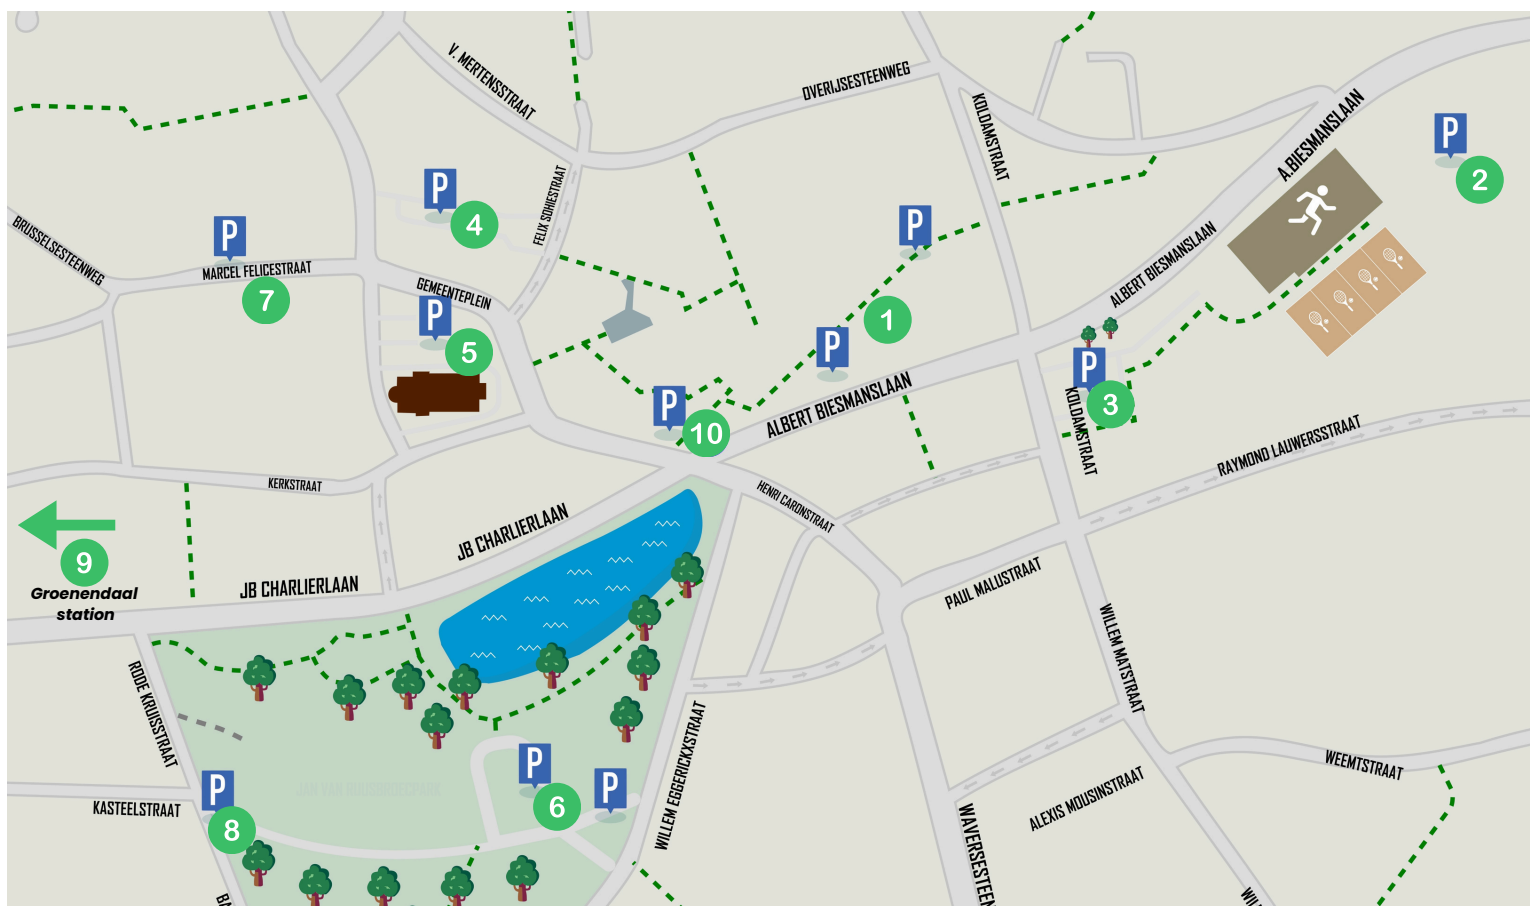 V. MERTENSSTRAAT
OVERIJSESTEENWEG
KOLDAMSTRAAT
A.BIESMANSLAAN
P
2
P
4
FELIX SOHIESTRAAT
P
1
P
BRUSSELSESTEENWEG
P
MARCEL FELICESTRAAT
7
GEMEENTEPLEIN
P
5
ALBERT BIESMANSLAAN
P
3
KOLDAMSTRAAT
ALBERT BIESMANSLAAN
P
10
RAYMOND LAUWERSSTRAAT
KERKSTRAAT
HENRI CARONSTRAAT
JB CHARLIERLAAN
9
Groenendaal
station
JB CHARLIERLAAN
PAUL MALUSTRAAT
WILLEM MATSTRAAT
RODE KRUISSTRAAT
WILLEM EGGERICKXSTRAAT
WEEMTSTRAAT
P
6
P
P
8
KASTEELSTRAAT
ALEXIS MOUSINSTRAAT
WAVERSESTEEN